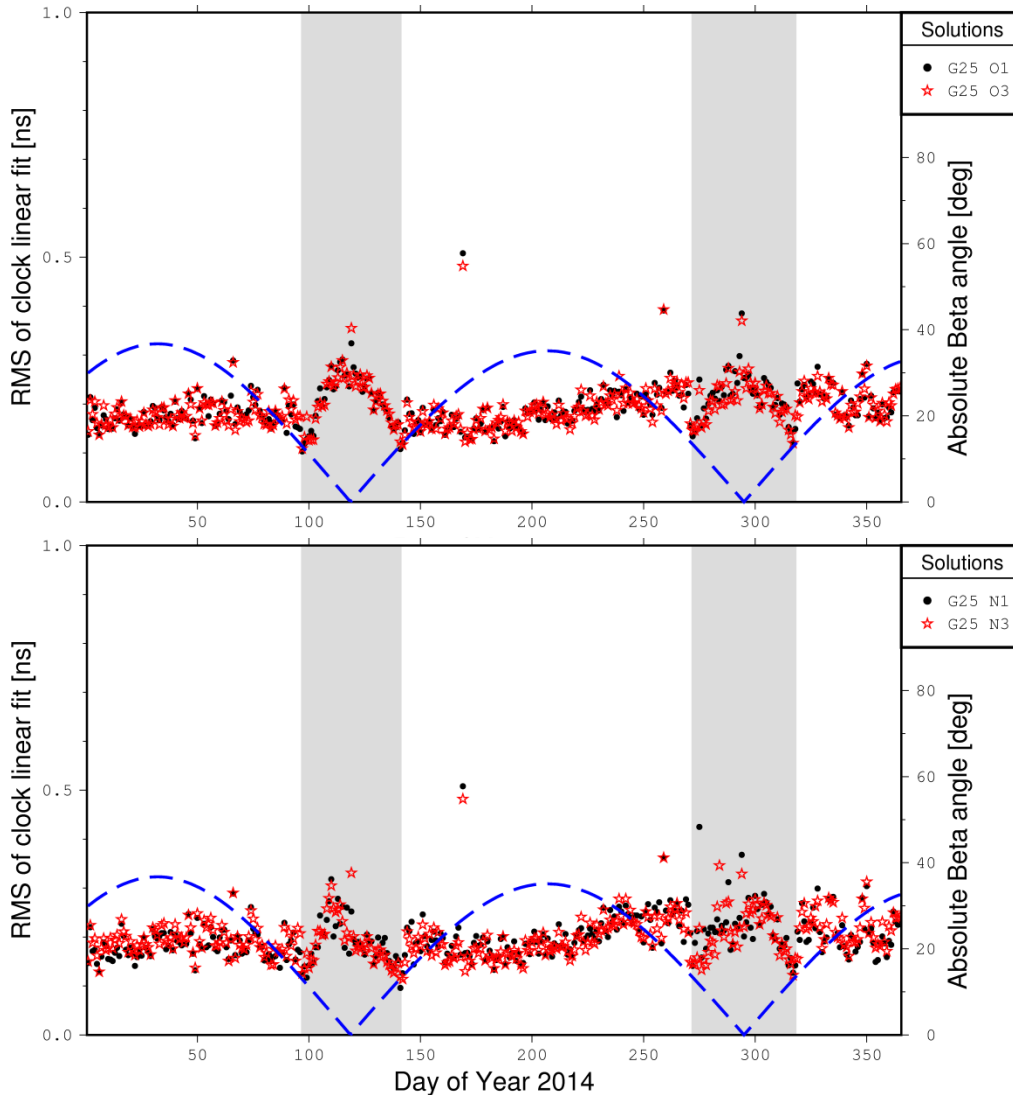 1.0
0.5
0.0
RMS of clock linear fit [ns]
Solutions
G25 O1
G25 O3
80
60
40
20
0
Absolute Beta angle [deg]
50 100 150 200 250 300 350
1.0
0.5
0.0
RMS of clock linear fit [ns]
Solutions
G25 N1
G25 N3
80
60
40
20
0
Absolute Beta angle [deg]
50 100 150 200 250 300 350
Day of Year 2014